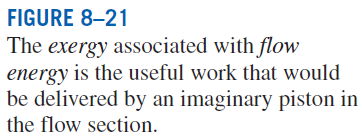 FIGURE 8–21
The exergy associated with flow
energy is the useful work that would
be delivered by an imaginary piston in
the flow section.